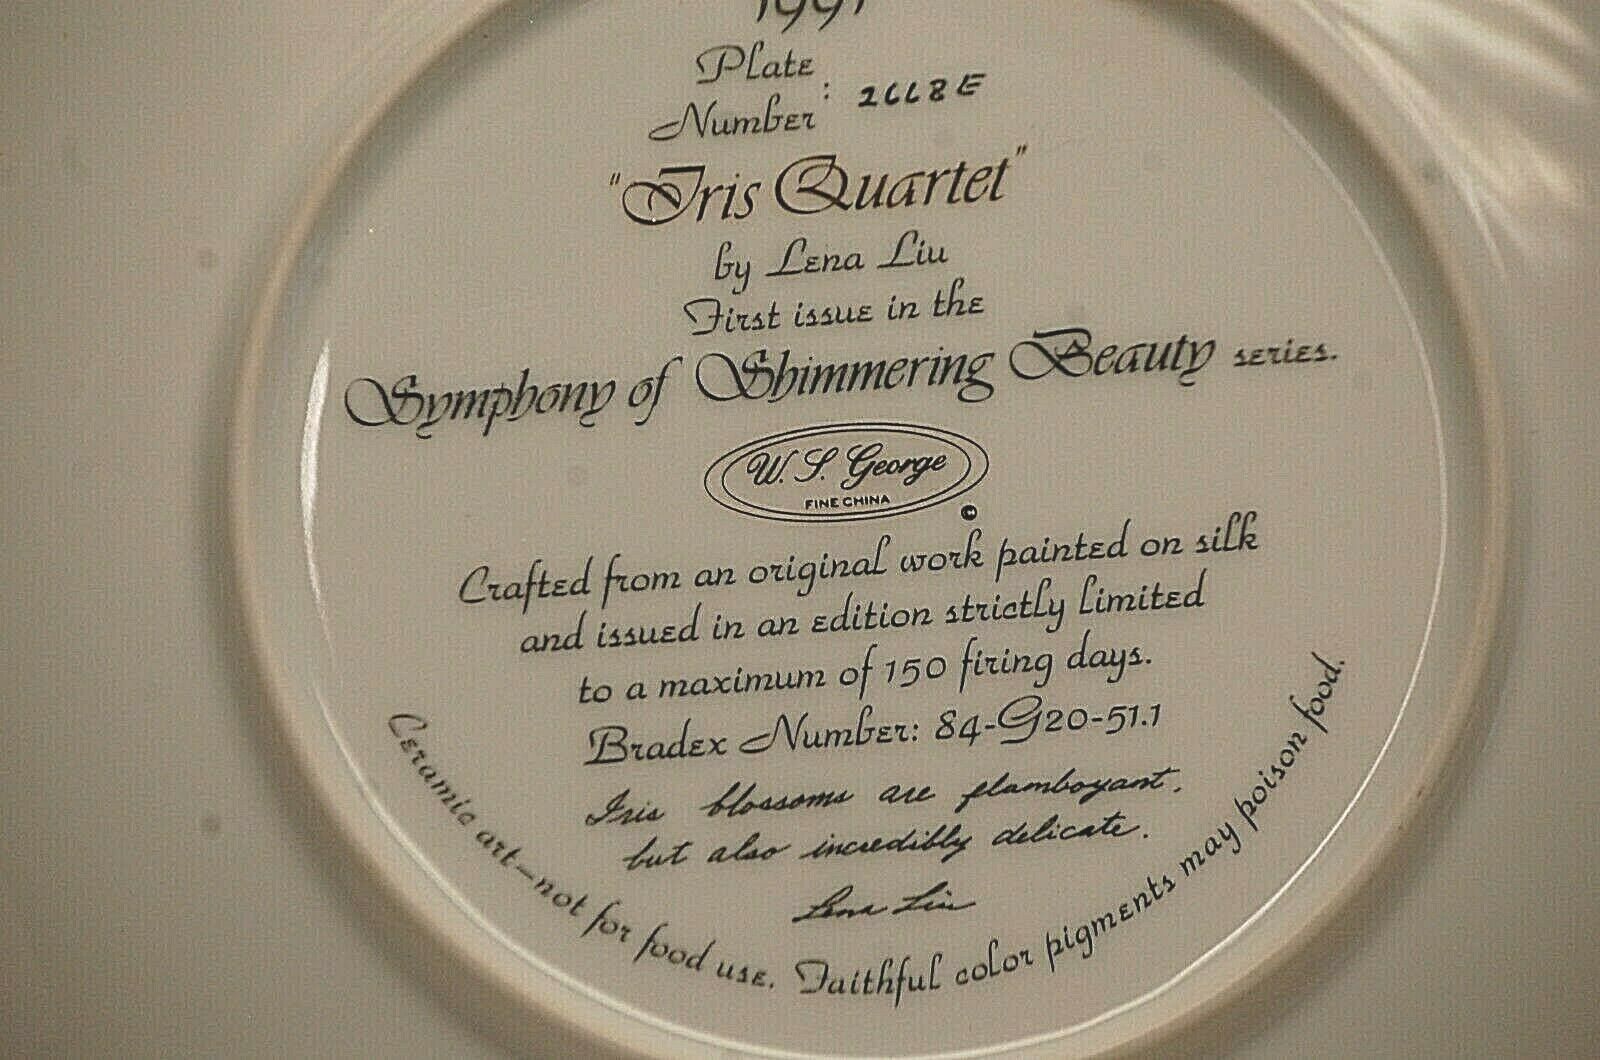 1991
Plate
Number : 2668E
"Iris Quartet"
by Lena Liu
First issue in the
Symphony of Shimmering Beauty series.
W. S. George
FINE CHINA
©
Crafted from an original work painted on silk
and issued in an edition strictly limited
to a maximum of 150 firing days.
Bradex Number: 84-G20-51.1
Iris blossoms are flamboyant,
but also incredibly delicate.
Lena Liu
Ceramic art—not for food use. Faithful color pigments may poison food.